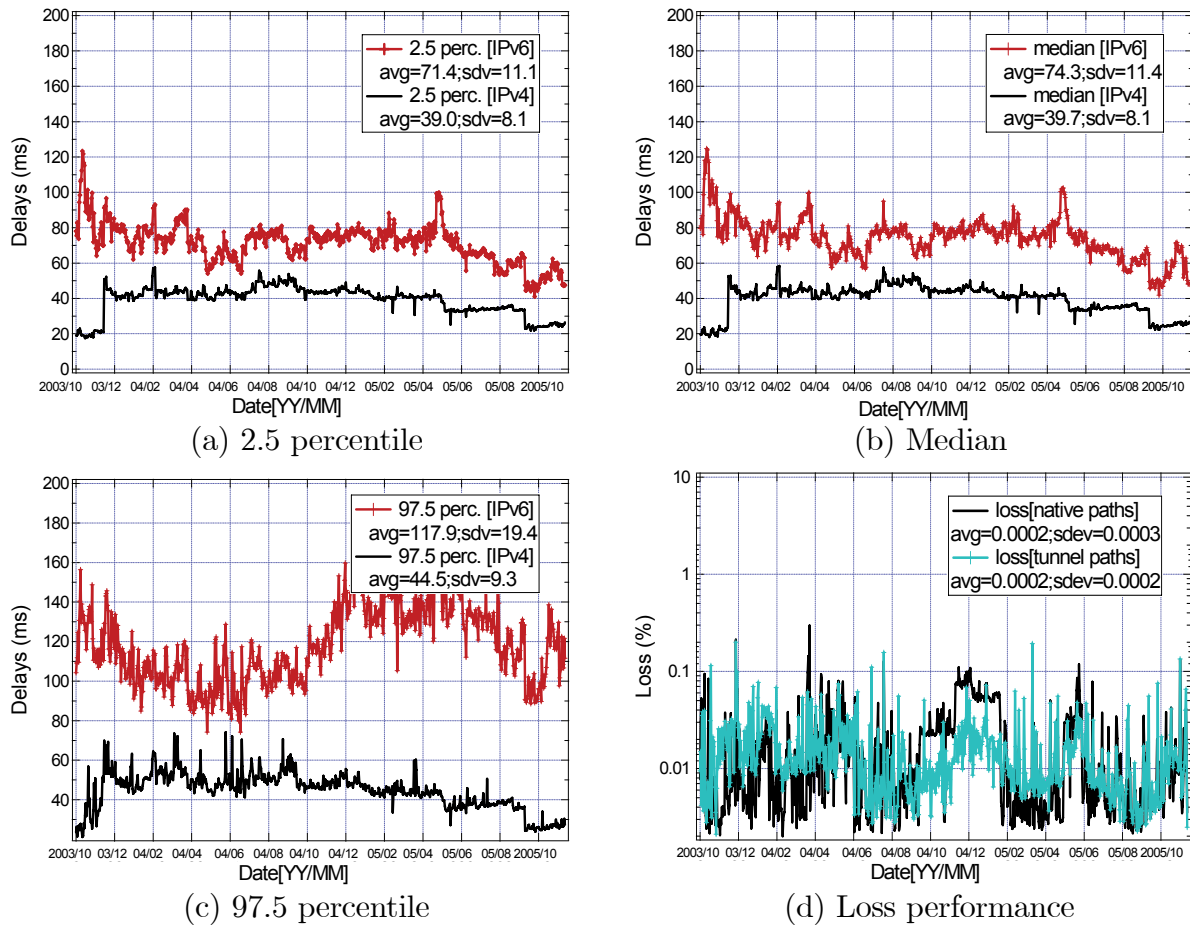 200
180
160
140
120
100
80
60
40
20
0
Delays (ms)
2.5 perc. [IPv6]
avg=71.4;sdv=11.1
2.5 perc. [IPv4]
avg=39.0;sdv=8.1
2003/10 03/12 04/02 04/04 04/06 04/08 04/10 04/12 05/02 05/04 05/06 05/08 2005/10
Date[YY/MM]
(a) 2.5 percentile
200
180
160
140
120
100
80
60
40
20
0
Delays (ms)
median [IPv6]
avg=74.3;sdv=11.4
median [IPv4]
avg=39.7;sdv=8.1
2003/10 03/12 04/02 04/04 04/06 04/08 04/10 04/12 05/02 05/04 05/06 05/08 2005/10
Date[YY/MM]
(b) Median
200
180
160
140
120
100
80
60
40
Delays (ms)
97.5 perc. [IPv6]
avg=117.9;sdv=19.4
97.5 perc. [IPv4]
avg=44.5;sdv=9.3
2003/10 03/12 04/02 04/04 04/06 04/08 04/10 04/12 05/02 05/04 05/06 05/08 2005/10
Date[YY/MM]
(c) 97.5 percentile
10
1
0.1
0.01
Loss (%)
loss[native paths]
avg=0.0002;sdev=0.0003
loss[tunnel paths]
avg=0.0002;sdev=0.0002
2003/10 03/12 04/02 04/04 04/06 04/08 04/10 04/12 05/02 05/04 05/06 05/08 2005/10
Date[YY/MM]
(d) Loss performance